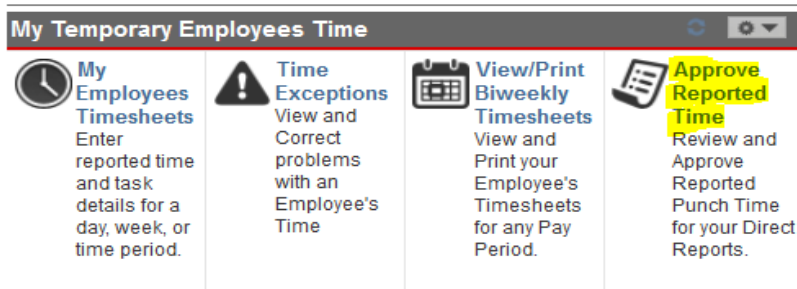 My Temporary Employees Time
My
Employees
Timesheets
Enter
reported time
and task
details for a
day, week, or
time period.
Time
Exceptions
View and
Correct
problems
with an
Employee's
Time
View/Print
Biweekly
Timesheets
View and
Print your
Employee's
Timesheets
for any Pay
Period.
Approve
Reported
Time
Review and
Approve
Reported
Punch Time
for your Direct
Reports.